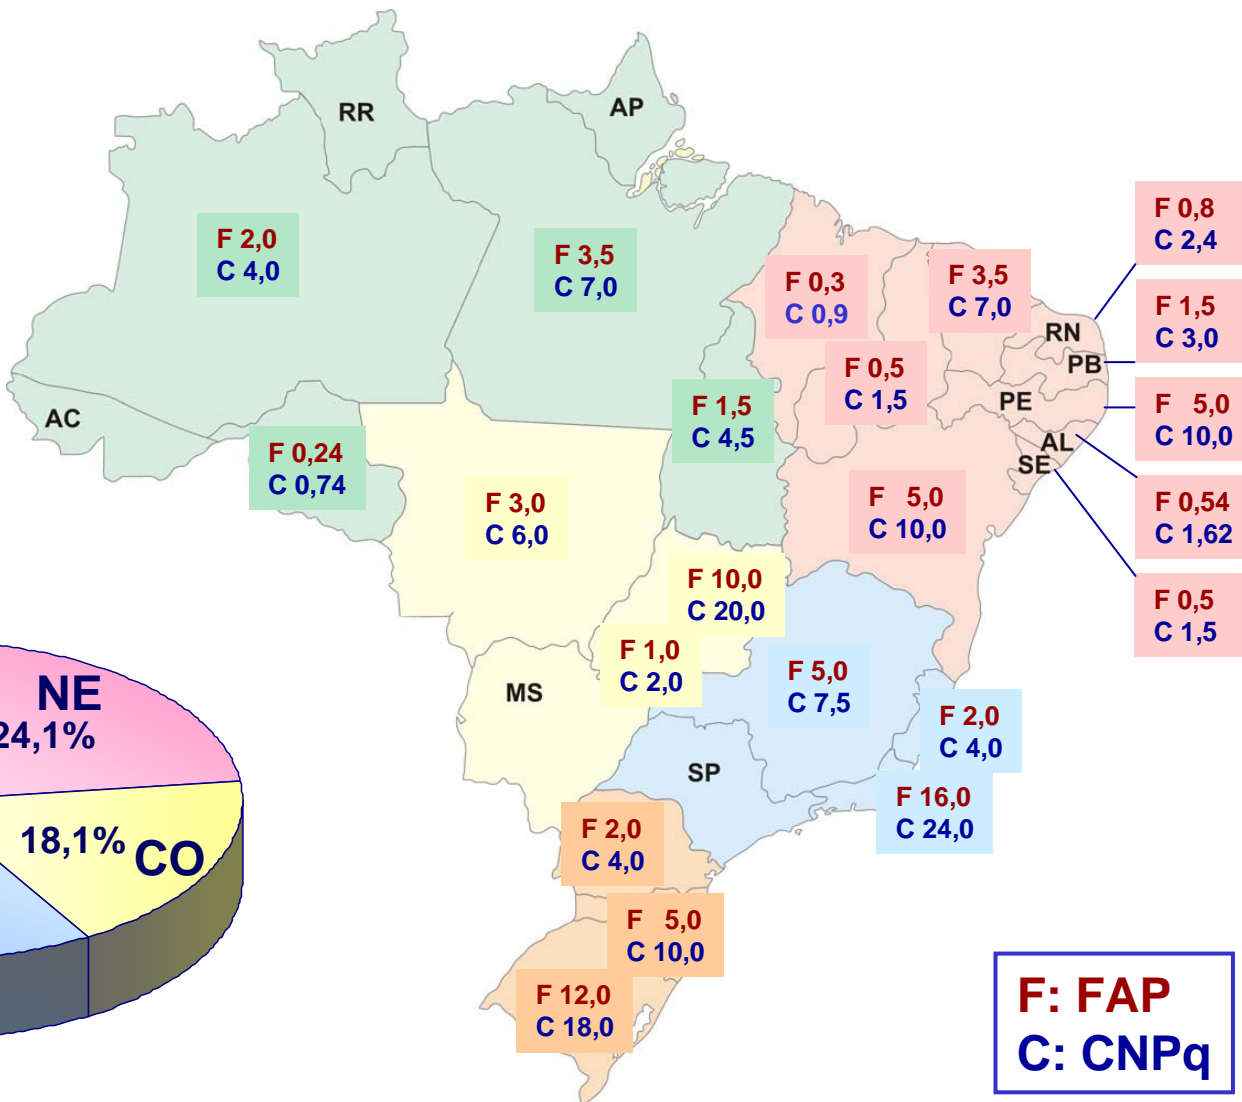 RR
AP
F 2,0
C 4,0
F 3,5
C 7,0
F 0,3
C 0,9
F 3,5
C 7,0
F 0,8
C 2,4
F 1,5
C 3,0
RN
PB
F 0,5
C 1,5
PE
F 5,0
C 10,0
AC
F 1,5
C 4,5
AL
SE
F 0,24
C 0,74
F 3,0
C 6,0
F 5,0
C 10,0
F 0,54
C 1,62
F 10,0
C 20,0
F 0,5
C 1,5
F 1,0
C 2,0
MS
F 5,0
C 7,5
F 2,0
C 4,0
SP
F 16,0
C 24,0
F 2,0
C 4,0
F 5,0
C 10,0
F 12,0
C 18,0
NE
24,1%
18,1% CO
F: FAP
C: CNPq